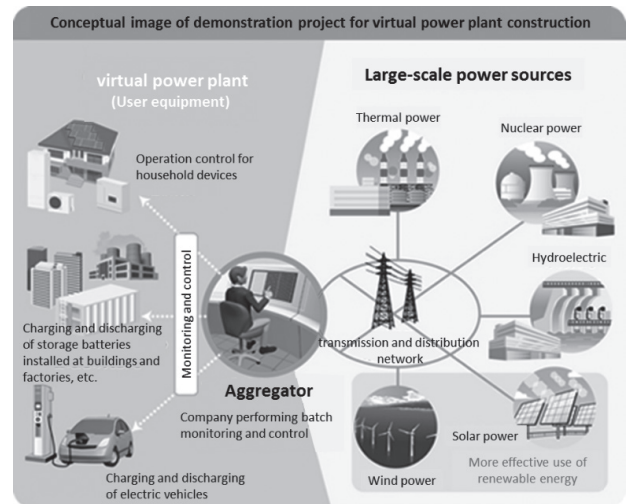 Conceptual image of demonstration project for virtual power plant construction
virtual power plant
(User equipment)
Large-scale power sources
Thermal power
Nuclear power
Operation control for
household devices
Hydroelectric
Monitoring and control
Charging and discharging
of storage batteries
installed at buildings and
factories, etc.
transmission and distribution
network
Aggregator
Company performing batch
monitoring and control
Solar power
Wind power
More effective use of
renewable energy
Charging and discharging
of electric vehicles